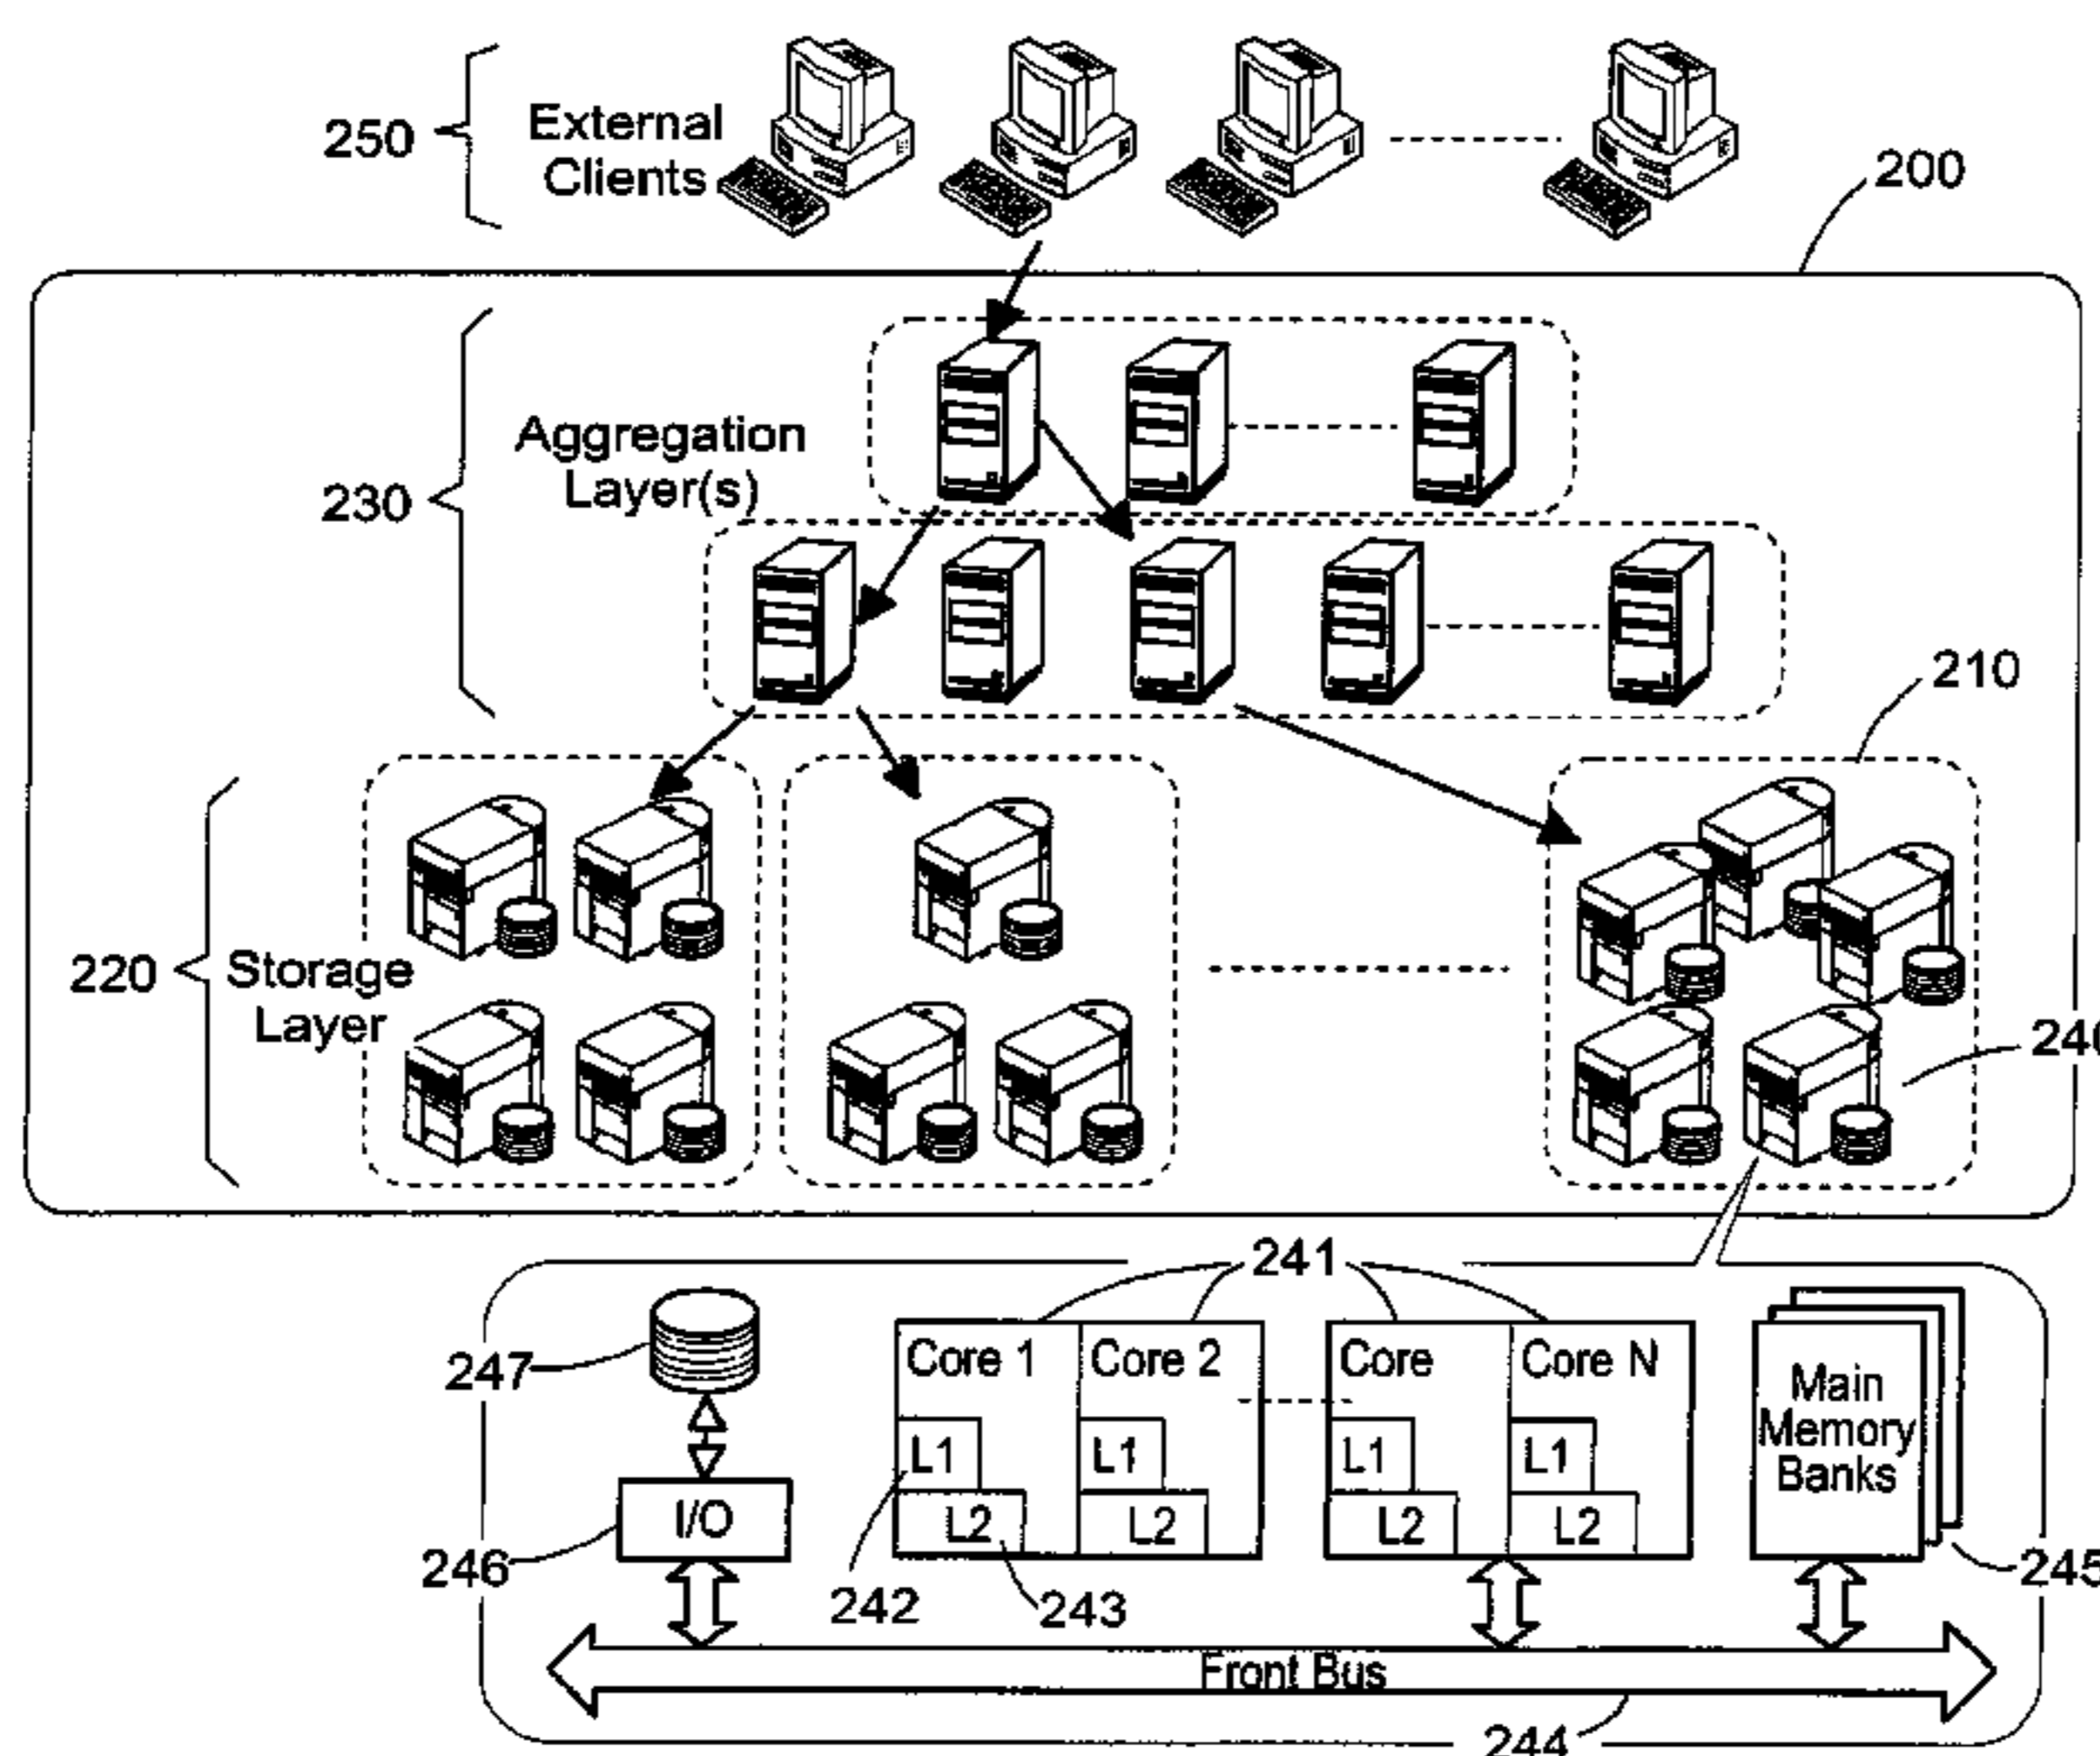 250
External
Clients
200
Aggregation
Layer(s)
230
210
220
Storage
Layer
240
241
247
Core 1
Core 2
Core
Core N
Main
Memory
Banks
L1
L1
L1
L1
I/O
L2
L2
L2
L2
246
242
243
245
Front Bus
244